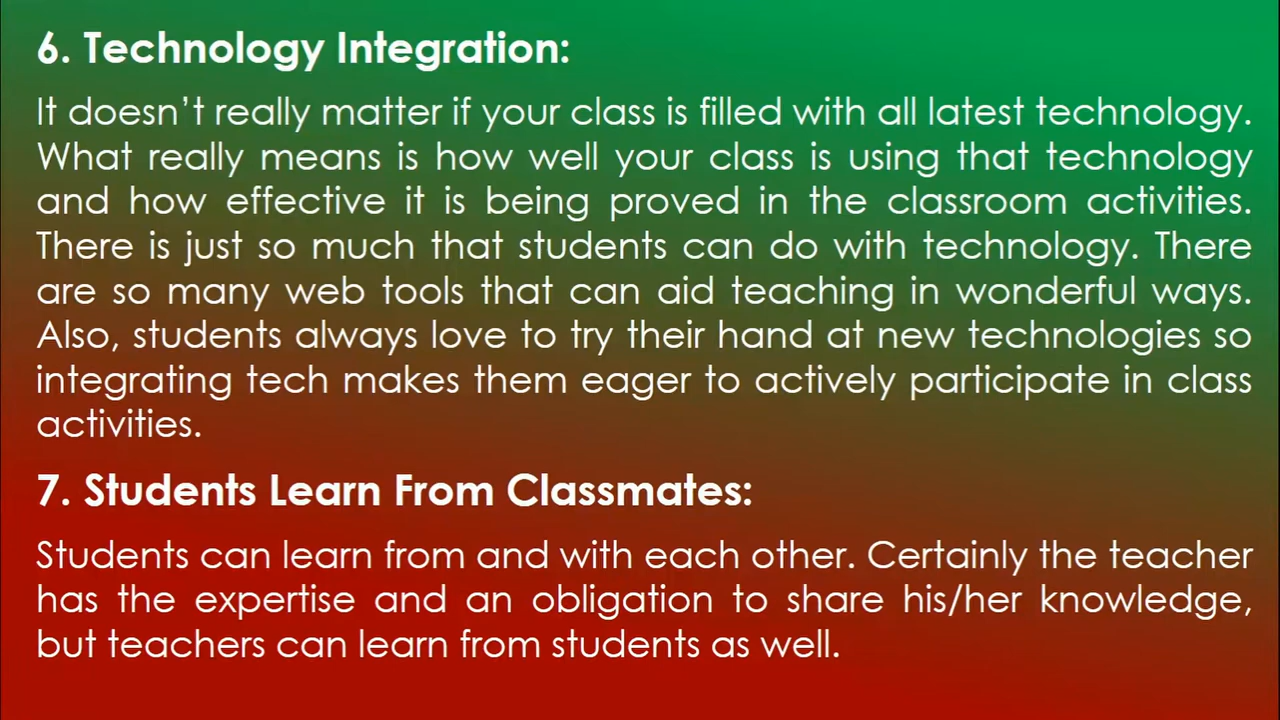 6. Technology Integration:
It doesn’t really matter if your class is filled with all latest technology.
What really means is how well your class is using that technology
and how effective it is being proved in the classroom activities.
There is just so much that students can do with technology. There
are so many web tools that can aid teaching in wonderful ways.
Also, students always love to try their hand at new technologies so
integrating tech makes them eager to actively participate in class
activities.
7. Students Learn From Classmates:
Students can learn from and with each other. Certainly the teacher
has the expertise and an obligation to share his/her knowledge,
but teachers can learn from students as well.